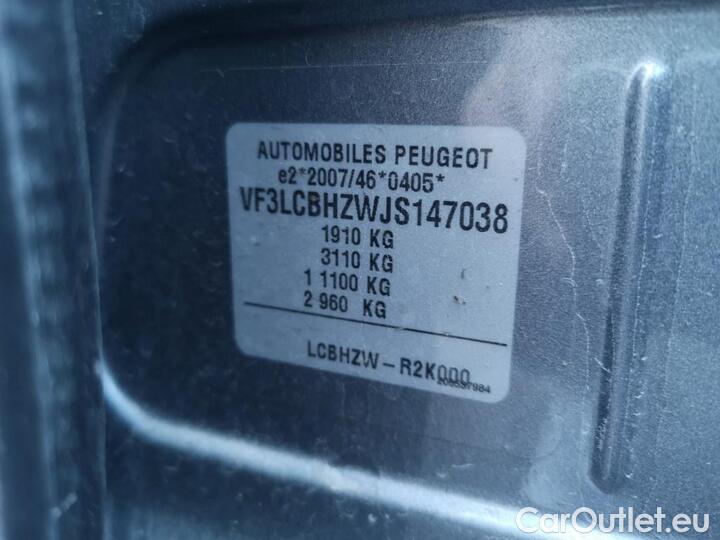 AUTOMOBILES PEUGEOT
e2*2007/46*0405*
VF3LCBHZWJS147038
1910 KG
3110 KG
1 1100 KG
2 960 KG
LCBHZW-R2K000
CarOutlet.eu